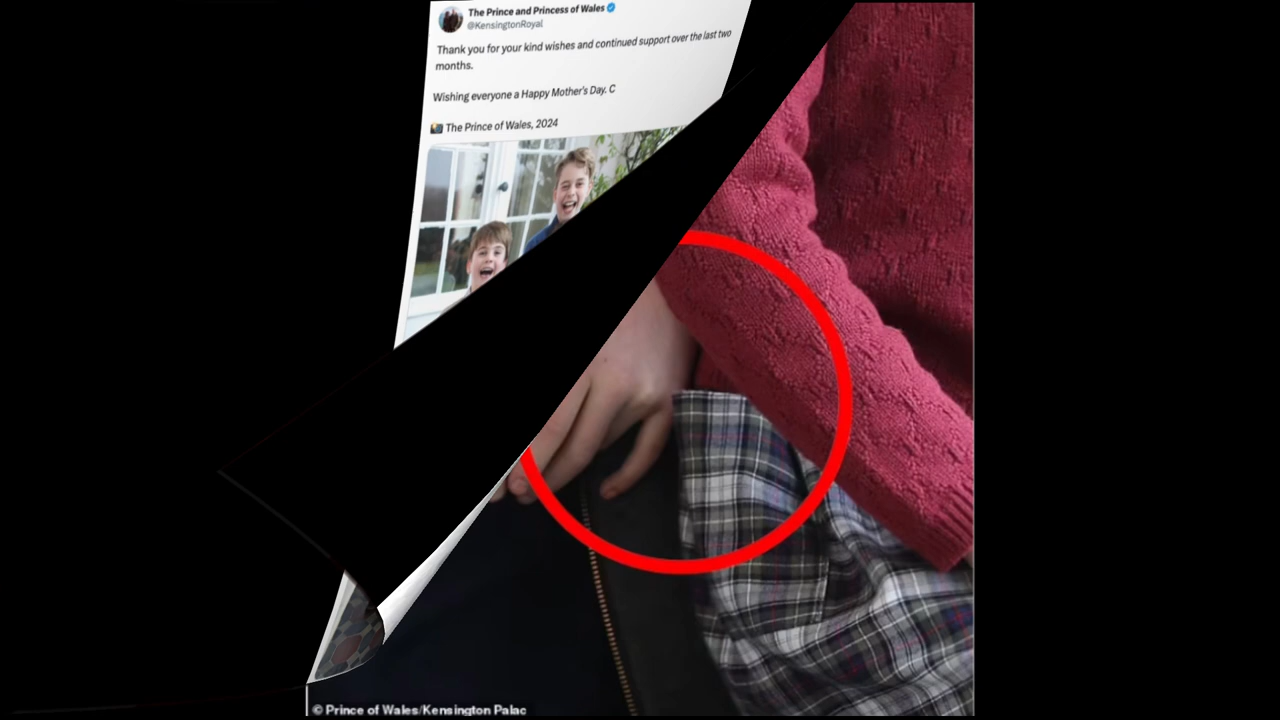 The Prince and Princess of Wales
@KensingtonRoyal
Thank you for your kind wishes and continued support over the last two
months.
Wishing everyone a Happy Mother's Day. C
The Prince of Wales, 2024
© Prince of Wales/Kensington Palac